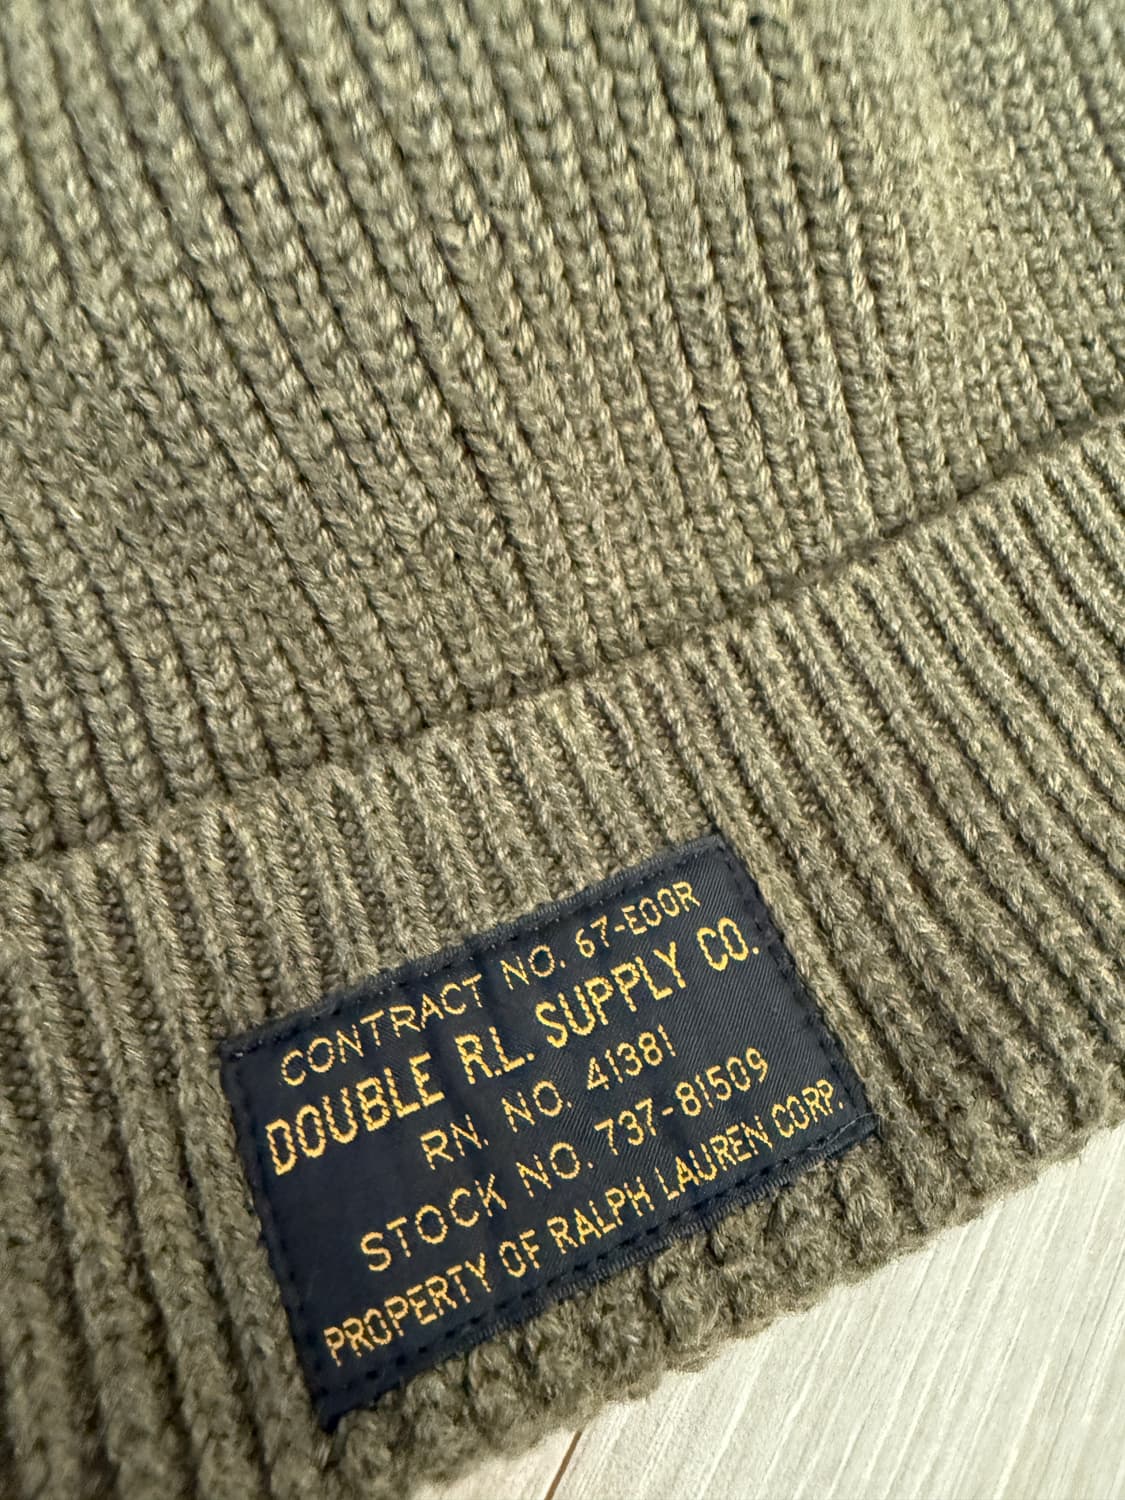 CONTRACT NO. 67-EOOR
DOUBLE R.L. SUPPLY CO.
RN. NO. 41381
STOCK NO. 737-81509
PROPERTY OF RALPH LAUREN CORP.